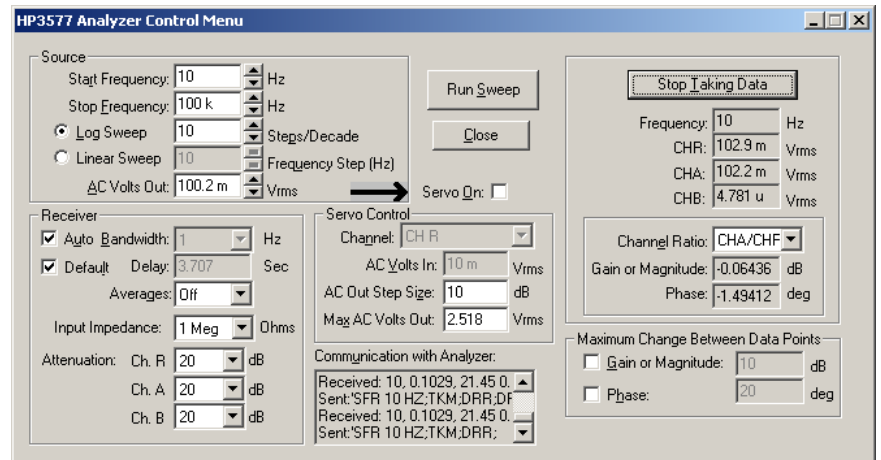 HP3577 Analyzer Control Menu
Source
Start Frequency: 10 Hz
Stop Frequency: 100 k Hz
Log Sweep 10 Steps/Decade
Linear Sweep 10 Frequency Step (Hz)
AC Volts Out: 100.2 m Vrms
Run Sweep
Close
Servo On:
Stop Taking Data
Frequency: 10 Hz
CHR: 102.9 m Vrms
CHA: 102.2 m Vrms
CHB: 4.781 u Vrms
Channel Ratio: CHA/CHF
Gain or Magnitude: -0.06436 dB
Phase: -1.49412 deg
Receiver
Auto Bandwidth: 1 Hz
Default Delay: 3.707 Sec
Averages: Off
Input Impedance: 1 Meg Ohms
Attenuation: Ch. R 20 dB
Ch. A 20 dB
Ch. B 20 dB
Servo Control
Channel: CH R
AC Volts In: 10 m Vrms
AC Out Step Size: 10 dB
Max AC Volts Out: 2.518 Vrms
Communication with Analyzer:
Received: 10, 0.1029, 21.45 0.
Sent:'SFR 10 HZ;TKM;DRR;DF
Received: 10, 0.1029, 21.45 0.
Sent:'SFR 10 HZ;TKM;DRR;
Maximum Change Between Data Points
Gain or Magnitude: 10 dB
Phase: 20 deg